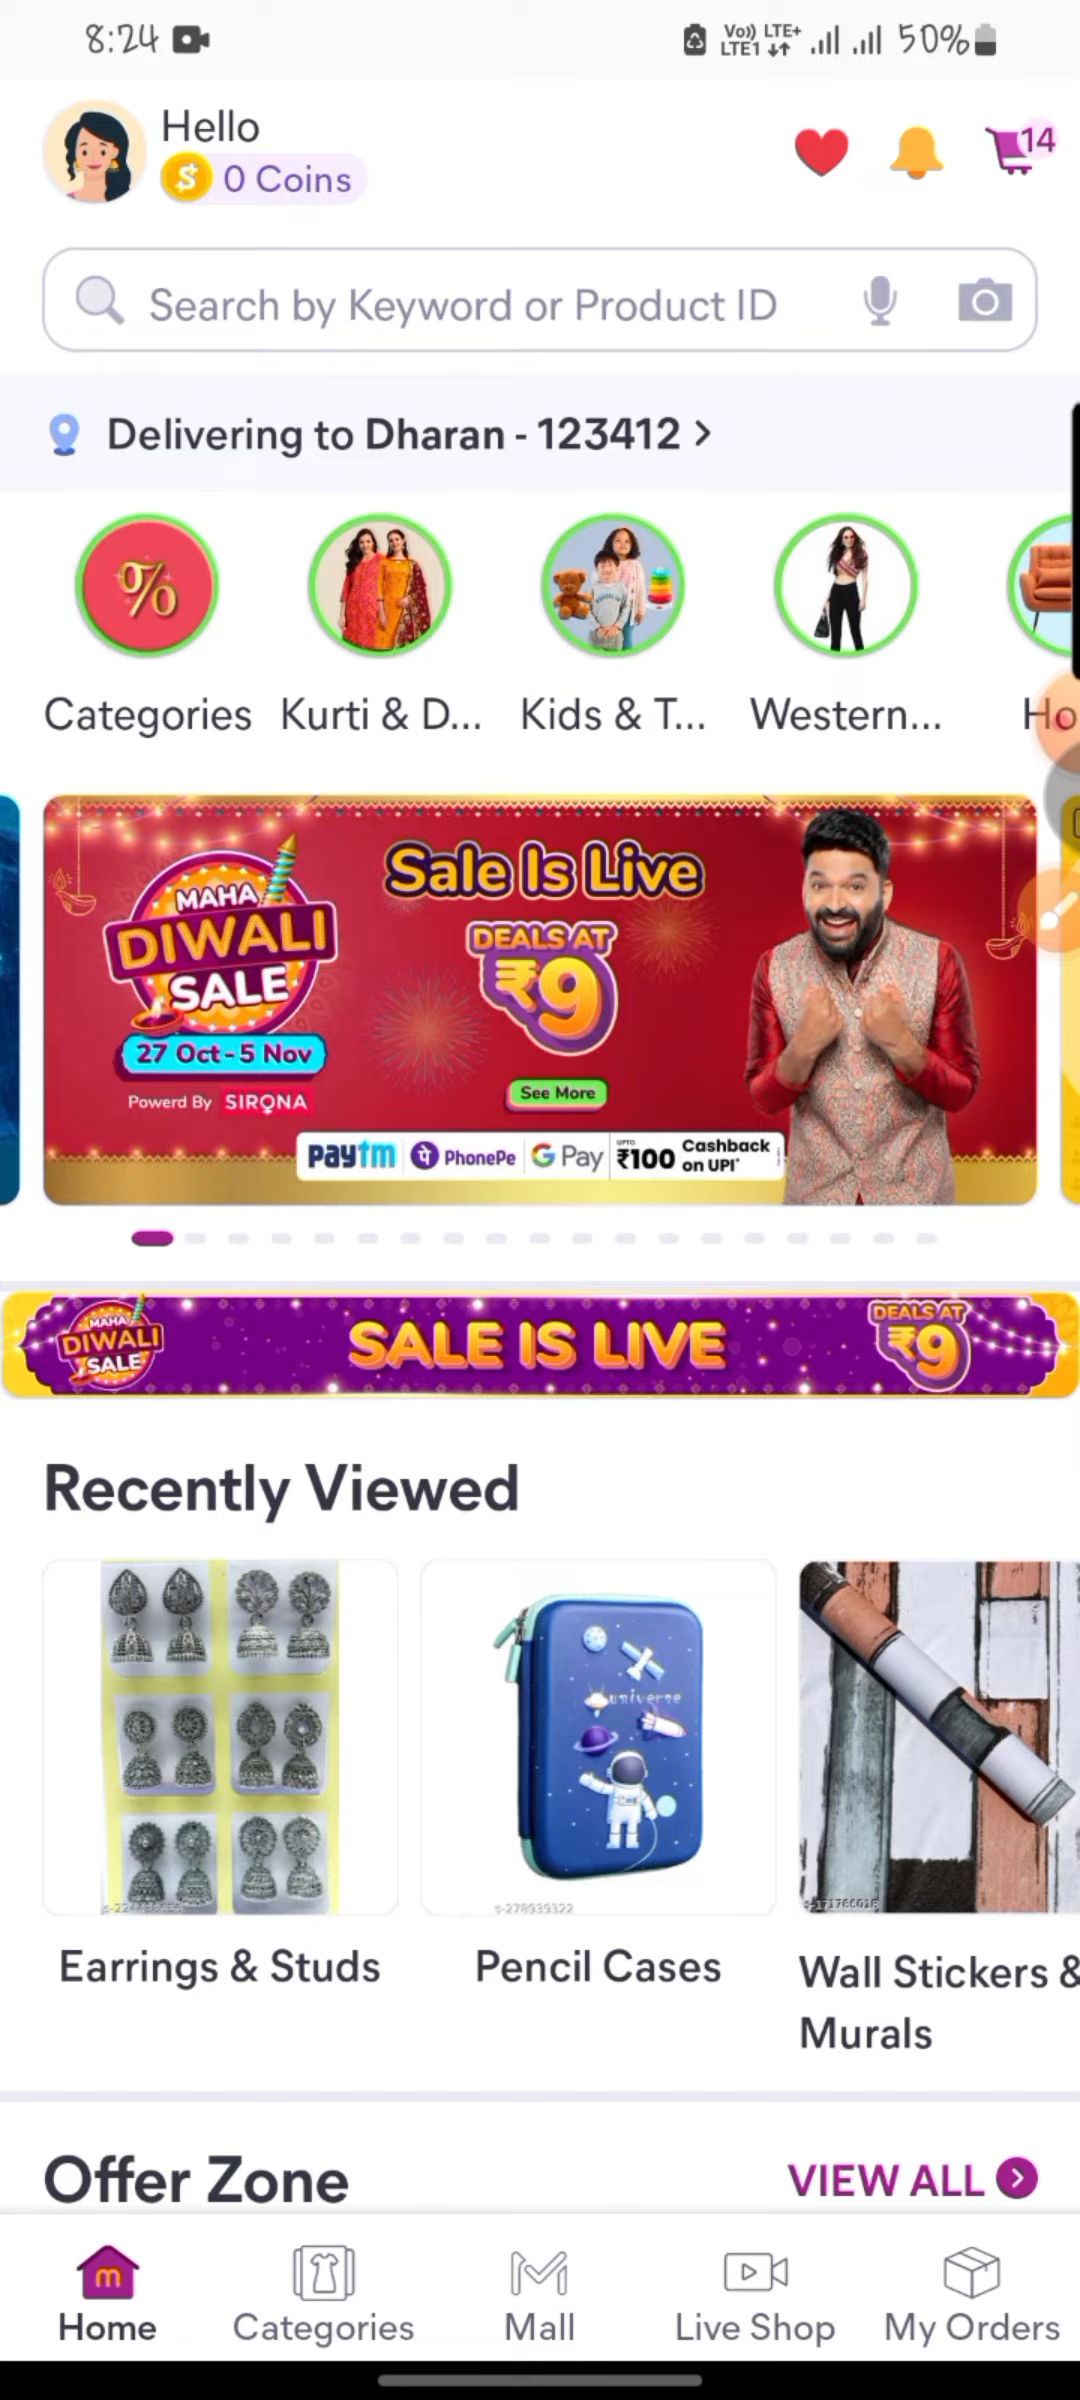 8:24
Vo)) LTE+
LTE1
50%
Hello
0 Coins
14
Search by Keyword or Product ID
Delivering to Dharan - 123412
%
Categories
Kurti & D...
Kids & T...
Western...
Ho
MAHA
DIWALI
SALE
27 Oct - 5 Nov
Powerd By SIRONA
Sale Is Live
DEALS AT
₹9
See More
paytm
PhonePe
G Pay
UPTO
₹100 Cashback
on UPI*
MAHA
DIWALI
SALE
SALE IS LIVE
DEALS AT
₹9
Recently Viewed
universe
s-278939322
Earrings & Studs
Pencil Cases
Wall Stickers &
Murals
Offer Zone
VIEW ALL
Home
Categories
Mall
Live Shop
My Orders